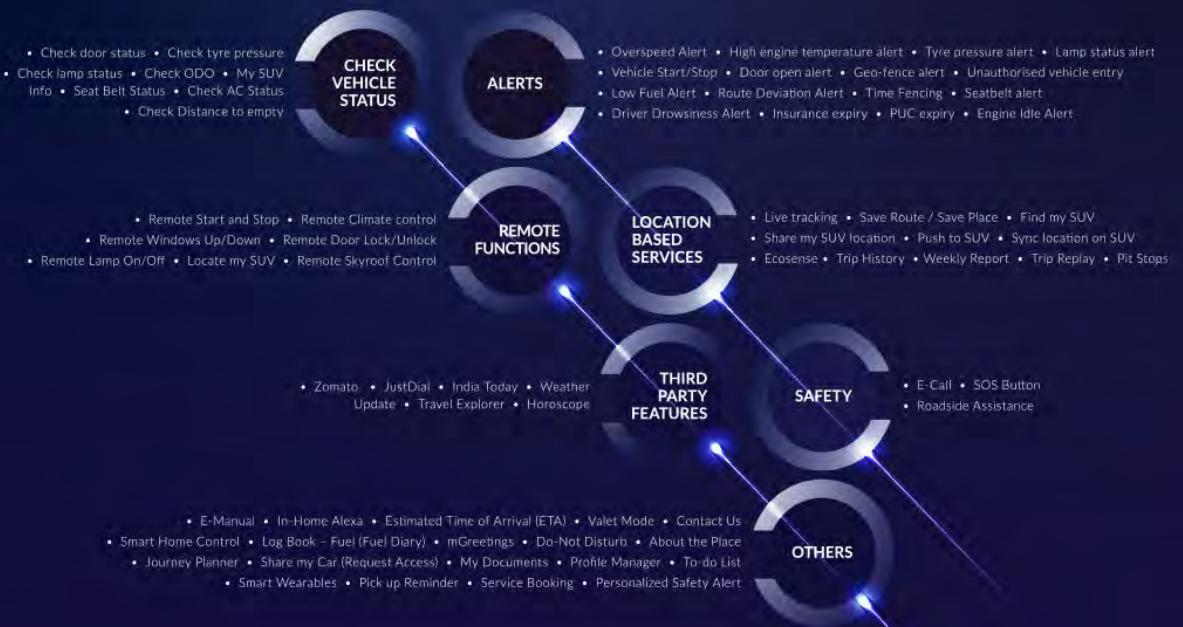 CHECK
VEHICLE
STATUS
• Check door status • Check tyre pressure
• Check lamp status • Check ODO • My SUV
Info • Seat Belt Status • Check AC Status
• Check Distance to empty
ALERTS
• Overspeed Alert • High engine temperature alert • Tyre pressure alert • Lamp status alert
• Vehicle Start/Stop • Door open alert • Geo-fence alert • Unauthorised vehicle entry
• Low Fuel Alert • Route Deviation Alert • Time Fencing • Seatbelt alert
• Driver Drowsiness Alert • Insurance expiry • PUC expiry • Engine Idle Alert
REMOTE
FUNCTIONS
• Remote Start and Stop • Remote Climate control
• Remote Windows Up/Down • Remote Door Lock/Unlock
• Remote Lamp On/Off • Locate my SUV • Remote Skyroof Control
LOCATION
BASED
SERVICES
• Live tracking • Save Route / Save Place • Find my SUV
• Share my SUV location • Push to SUV • Sync location on SUV
• Ecosense • Trip History • Weekly Report • Trip Replay • Pit Stops
THIRD
PARTY
FEATURES
• Zomato • JustDial • India Today • Weather
Update • Travel Explorer • Horoscope
SAFETY
• E-Call • SOS Button
• Roadside Assistance
OTHERS
• E-Manual • In-Home Alexa • Estimated Time of Arrival (ETA) • Valet Mode • Contact Us
• Smart Home Control • Log Book – Fuel (Fuel Diary) • mGreetings • Do-Not Disturb • About the Place
• Journey Planner • Share my Car (Request Access) • My Documents • Profile Manager • To-do List
• Smart Wearables • Pick up Reminder • Service Booking • Personalized Safety Alert